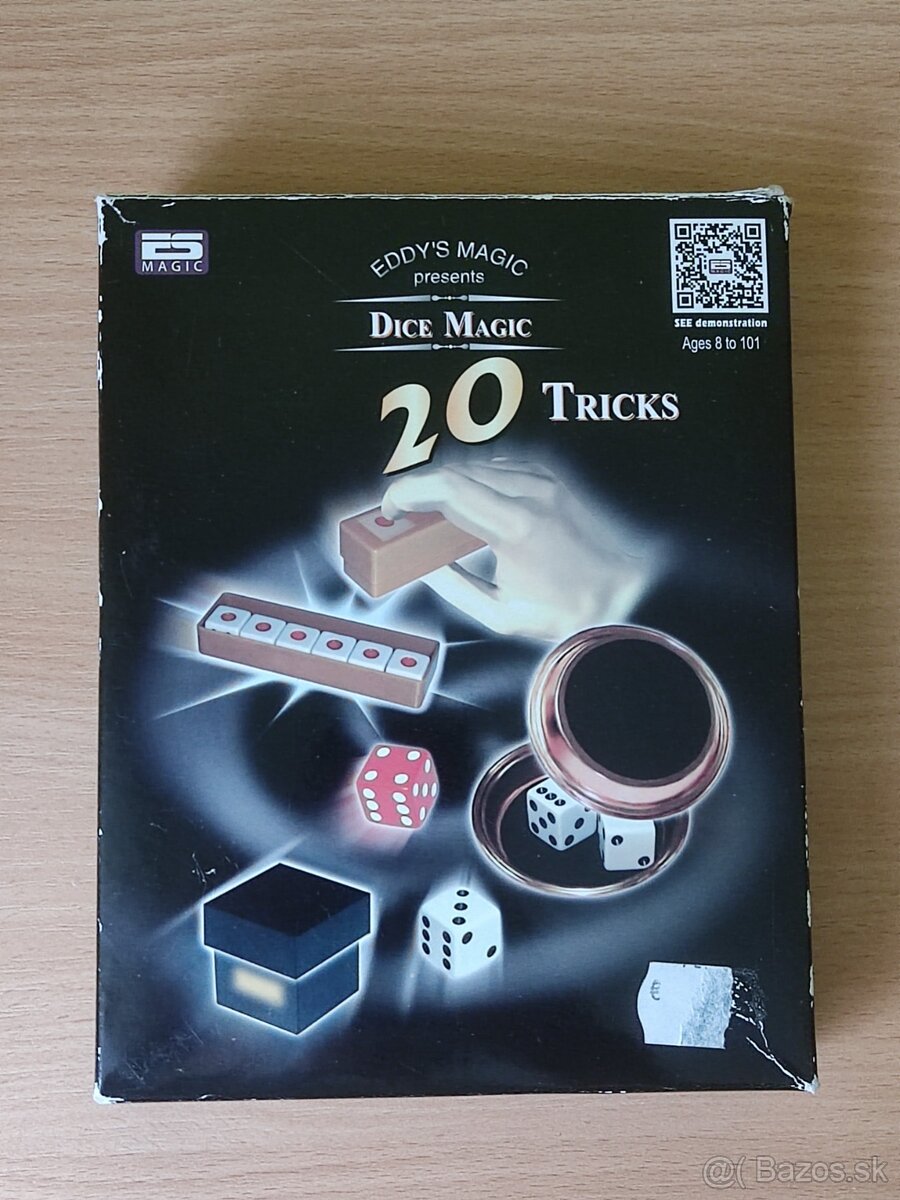 ES
MAGIC
EDDY'S MAGIC
presents
DICE MAGIC
20 TRICKS
SEE demonstration
Ages 8 to 101
@( Bazos.sk